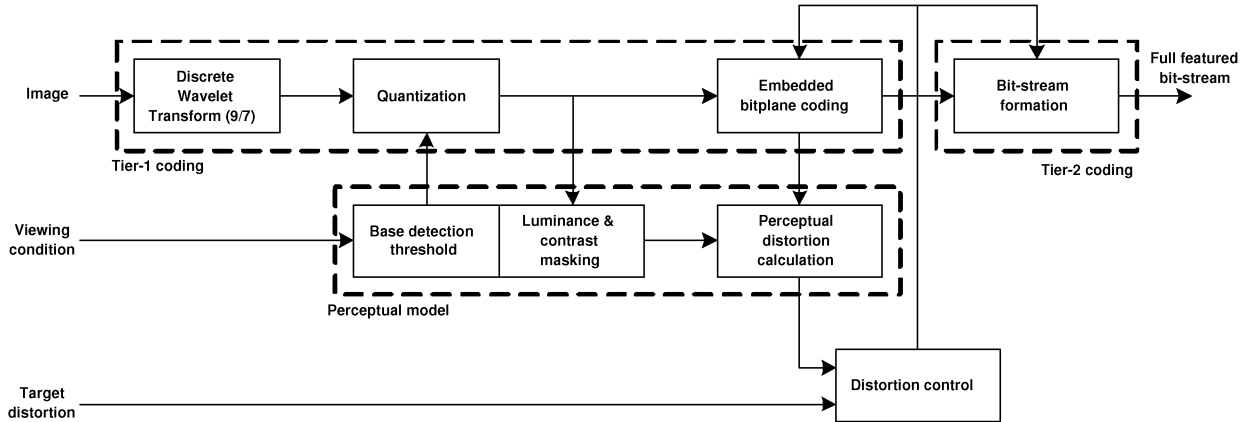 Image
Discrete
Wavelet
Transform (9/7)
Quantization
Embedded
bitplane coding
Bit-stream
formation
Full featured
bit-stream
Tier-1 coding
Tier-2 coding
Viewing
condition
Base detection
threshold
Luminance &
contrast
masking
Perceptual
distortion
calculation
Perceptual model
Target
distortion
Distortion control